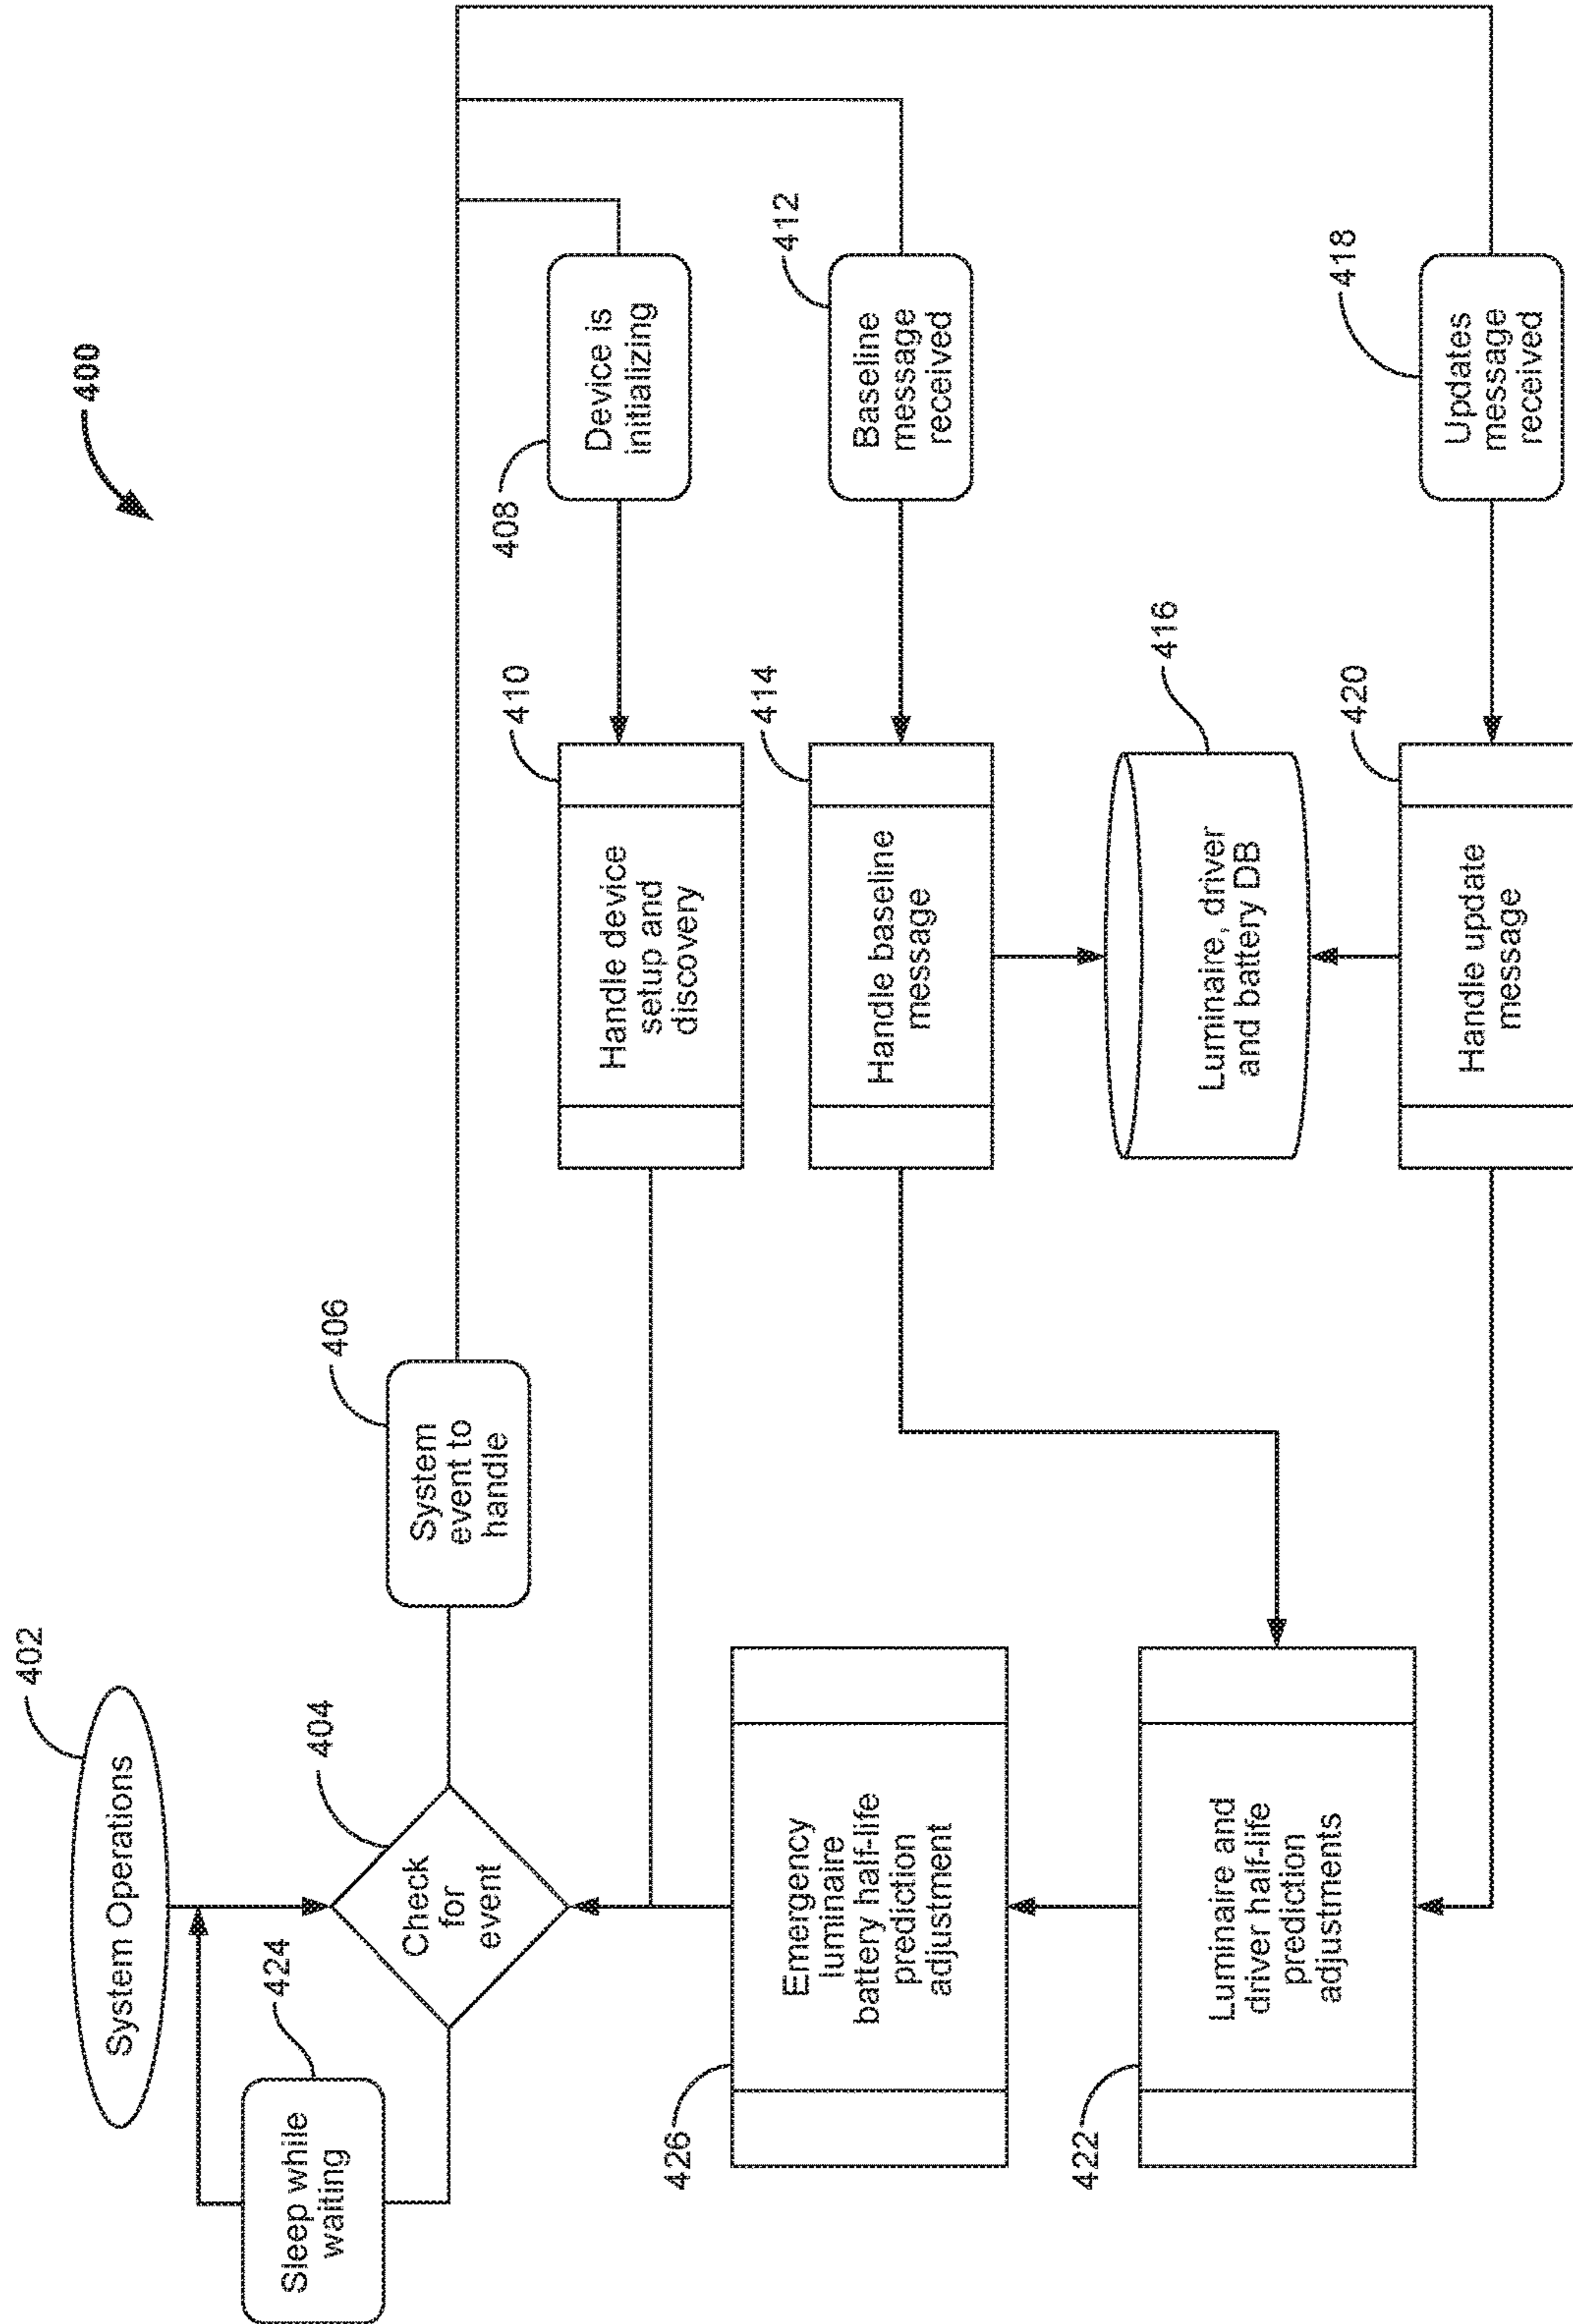 400
402
System Operations
424
Sleep while
waiting
404
Check
for
event
406
System
event to
handle
408
Device is
initializing
410
Handle device
setup and
discovery
412
Baseline
message
received
414
Handle baseline
message
416
Luminaire, driver
and battery DB
418
Updates
message
received
420
Handle update
message
426
Emergency
luminaire
battery half-life
prediction
adjustment
422
Luminaire and
driver half-life
prediction
adjustments